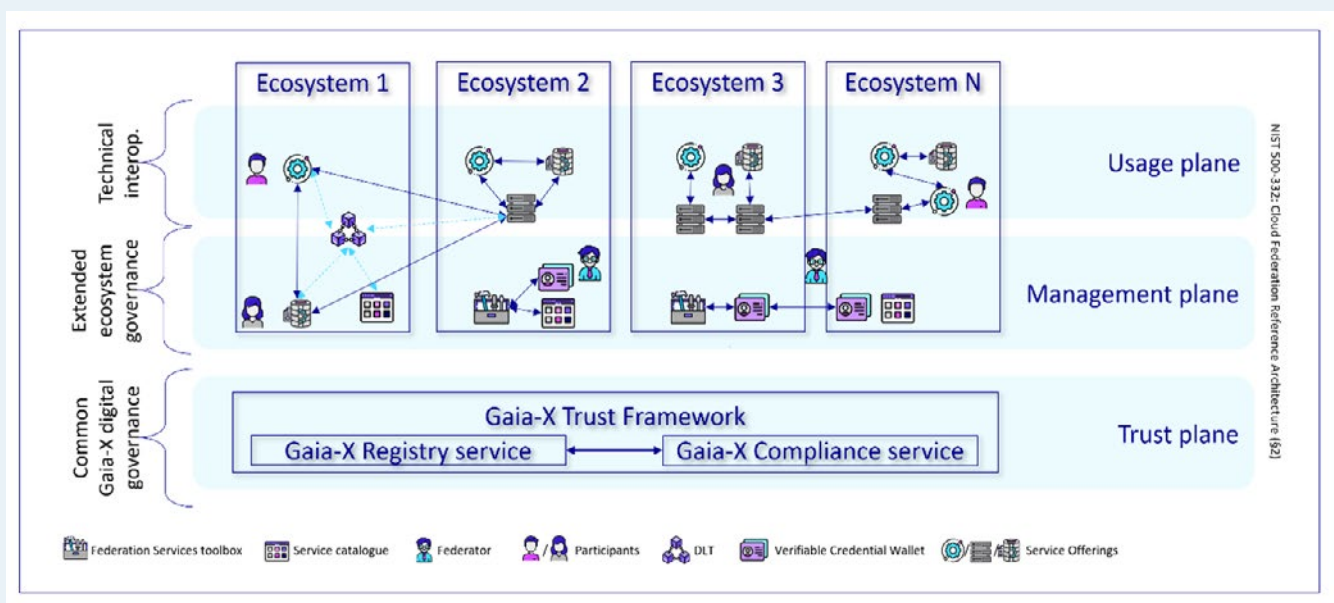 Ecosystem 1
Ecosystem 2
Ecosystem 3
Ecosystem N
Technical
interop.
Usage plane
Extended
ecosystem
governance
Management plane
Common
Gaia-X digital
governance
Gaia-X Trust Framework
Gaia-X Registry service
Gaia-X Compliance service
Trust plane
NIST 500-332: Cloud Federation Reference Architecture (§2)
Federation Services toolbox
Service catalogue
Federator
Participants
DLT
Verifiable Credential Wallet
Service Offerings